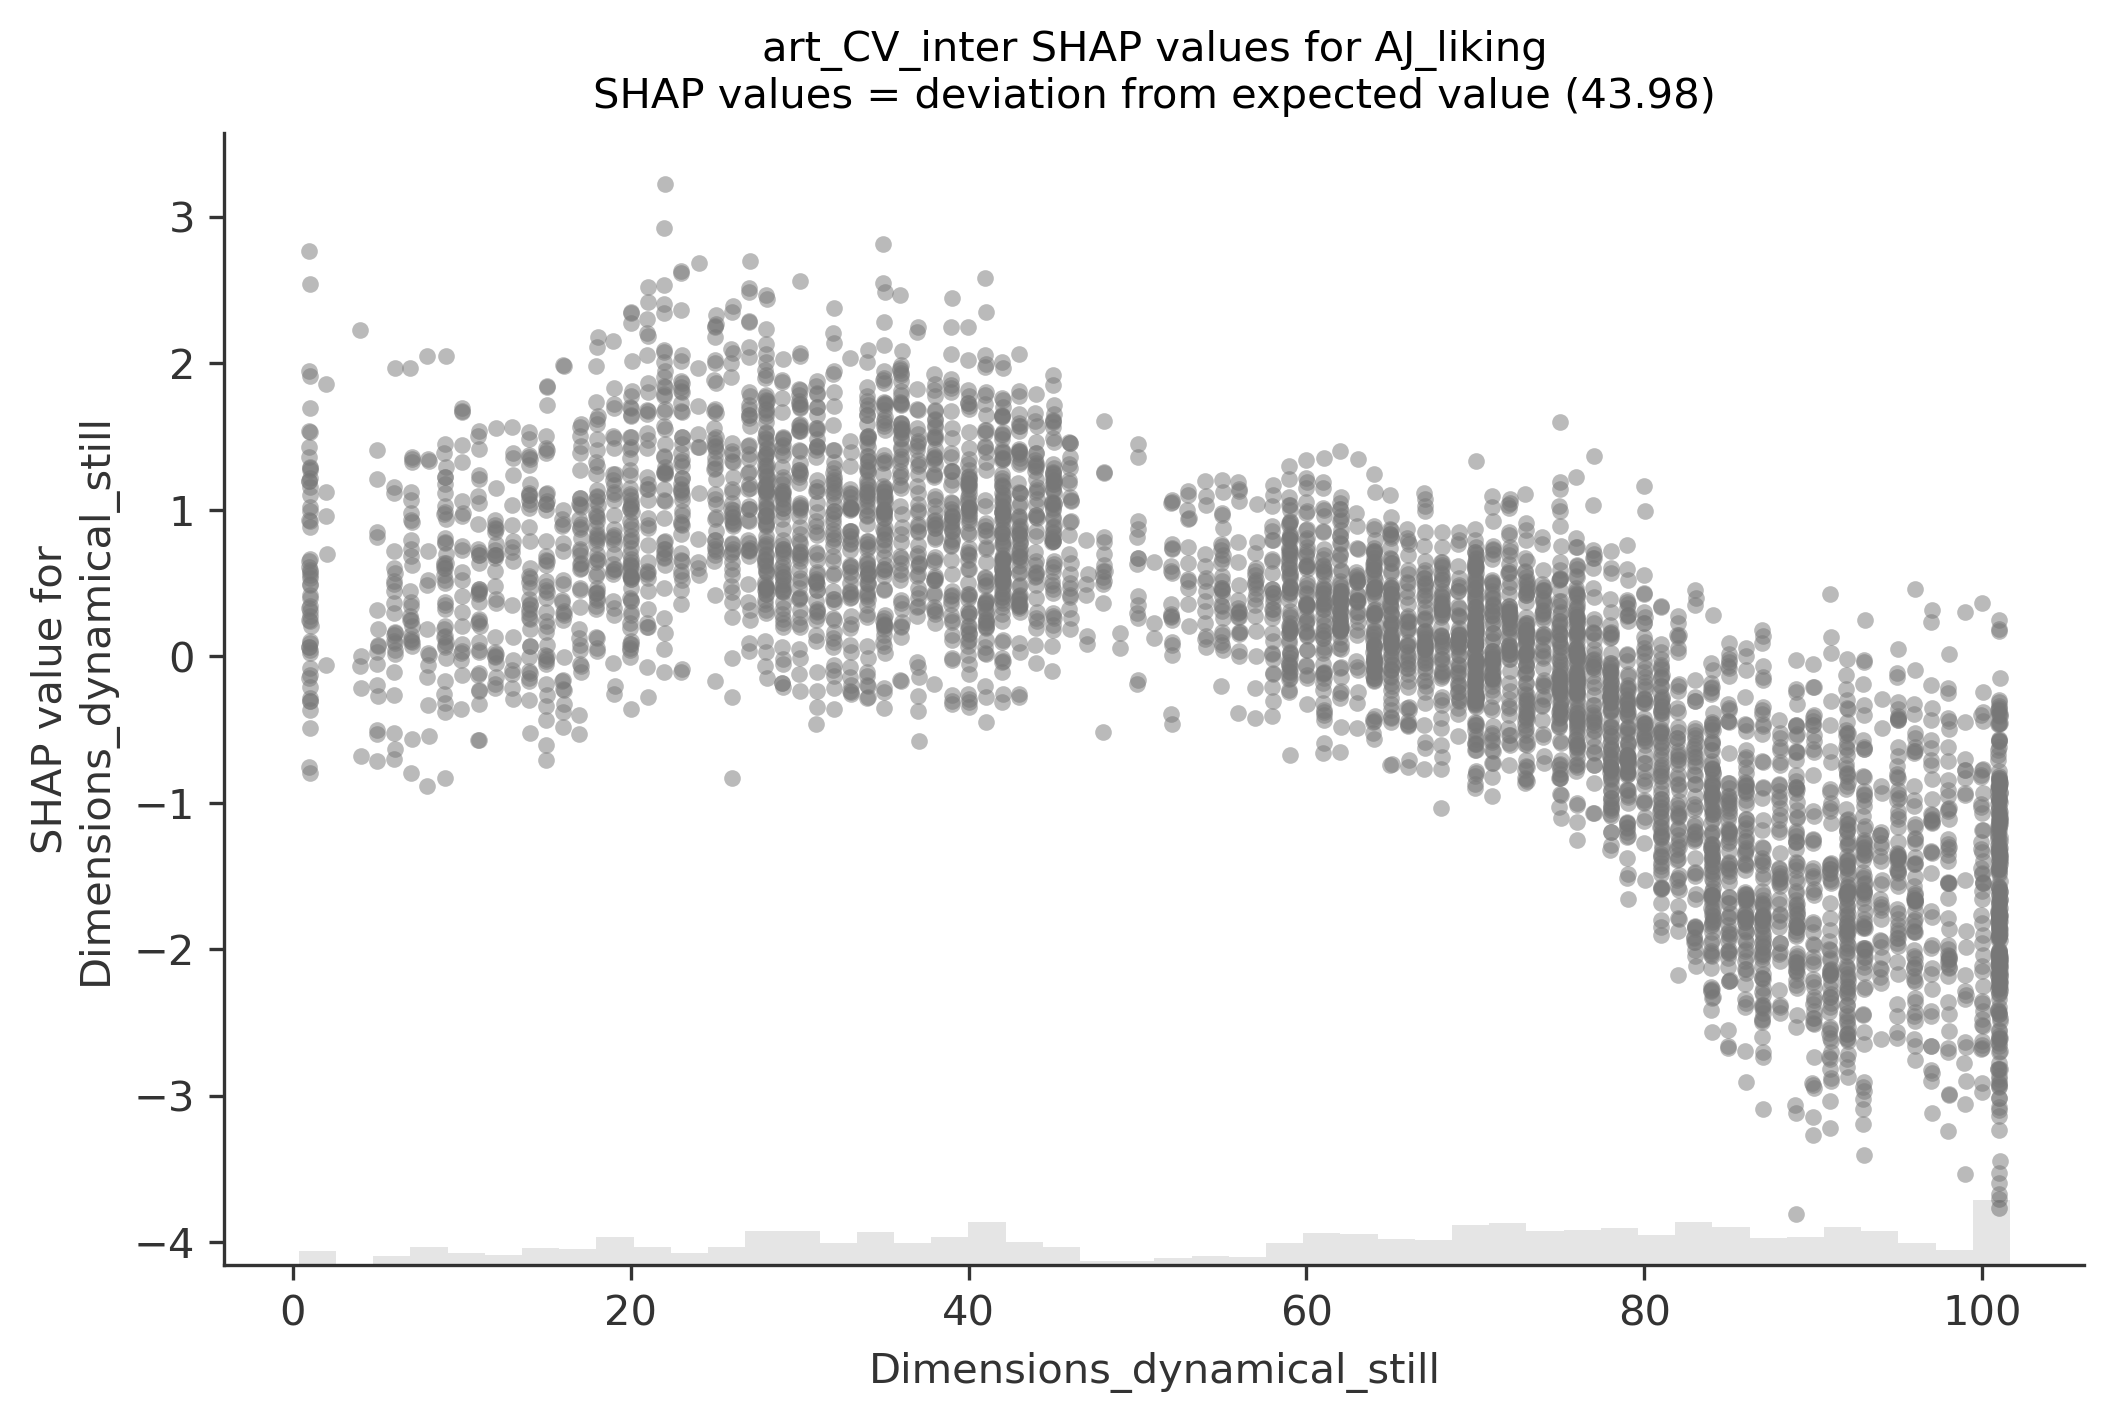 art_CV_inter SHAP values for AJ_liking
SHAP values = deviation from expected value (43.98)
SHAP value for
Dimensions_dynamical_still
3
2
1
0
−1
−2
−3
−4
0
20
40
60
80
100
Dimensions_dynamical_still